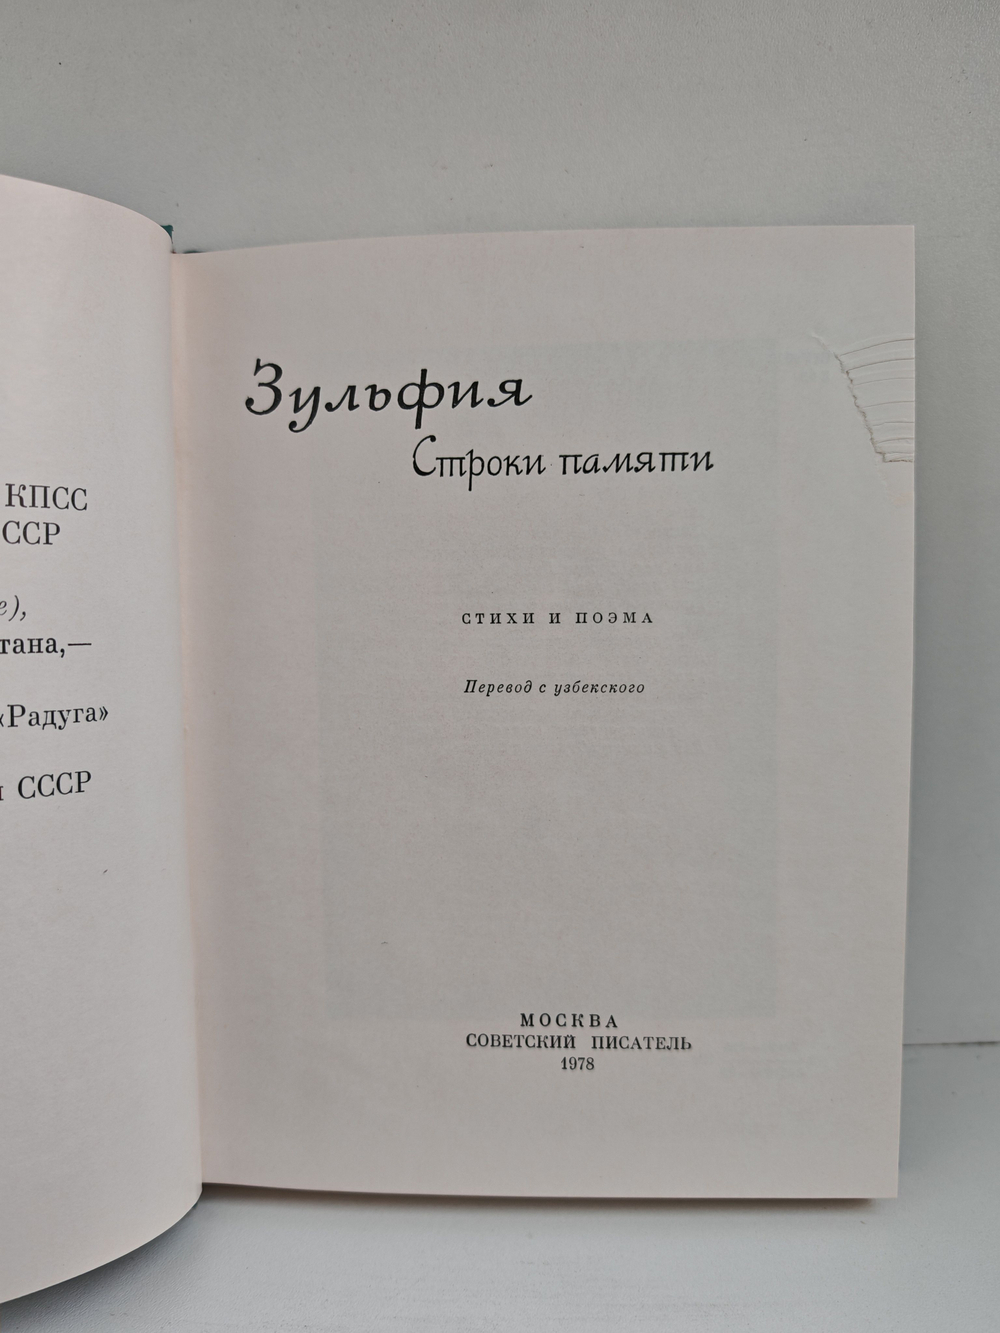 КПСС
ССР
е),
тана,—
«Радуга»
СССР
Зульфия
Строки памяти
СТИХИ И ПОЭМА
Перевод с узбекского
МОСКВА
СОВЕТСКИЙ ПИСАТЕЛЬ
1978